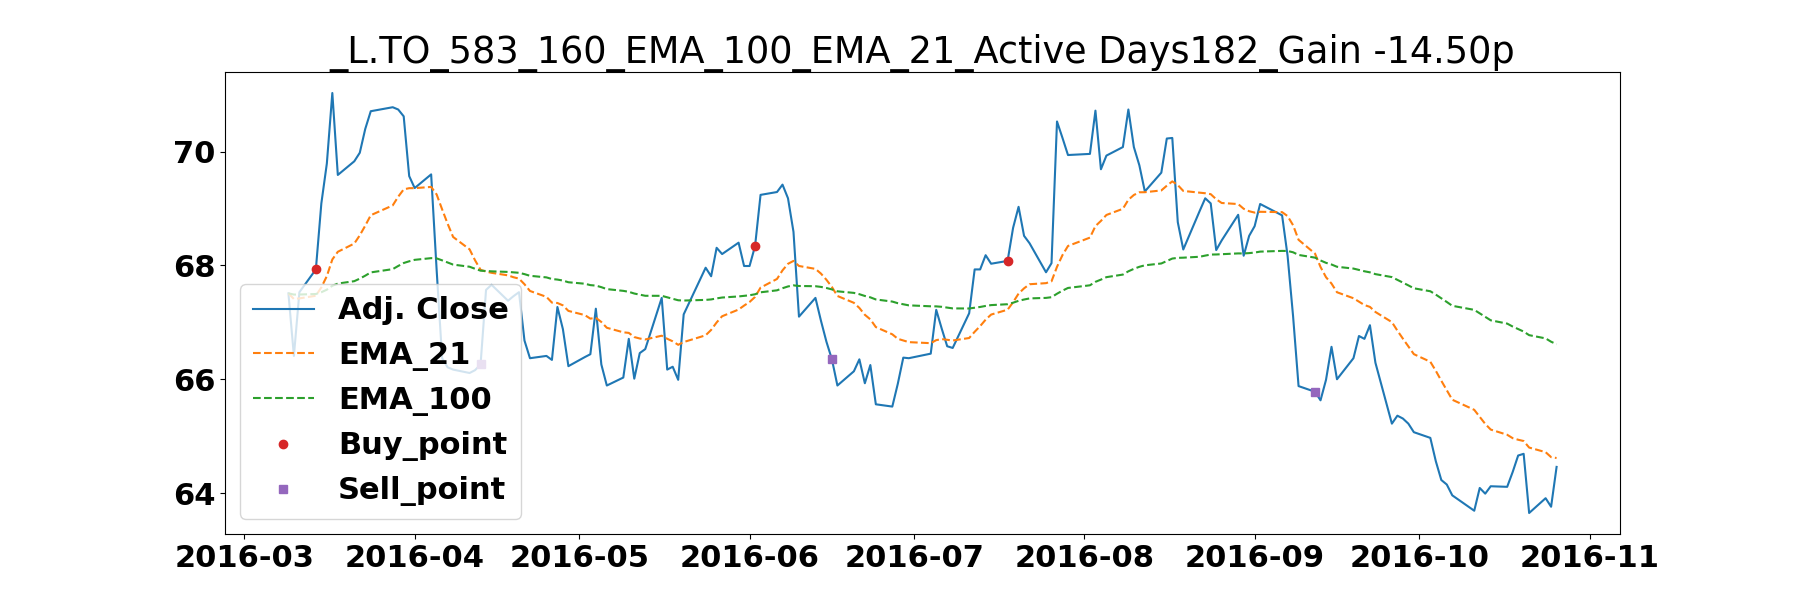 _L.TO_583_160_EMA_100_EMA_21_Active Days182_Gain -14.50p
70
68
66
64
Adj. Close
EMA_21
EMA_100
Buy_point
Sell_point
2016-03 2016-04 2016-05 2016-06 2016-07 2016-08 2016-09 2016-10 2016-11